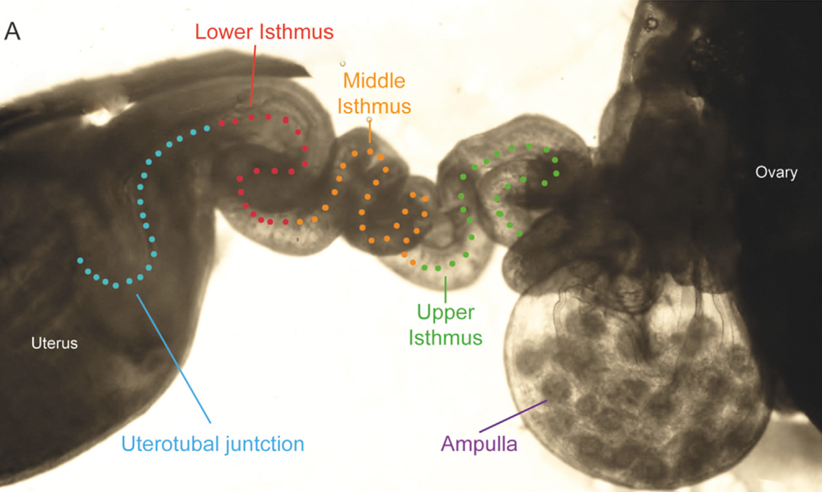 A
Lower Isthmus
Middle
Isthmus
Ovary
Upper
Isthmus
Uterus
Uterotubal juntction
Ampulla